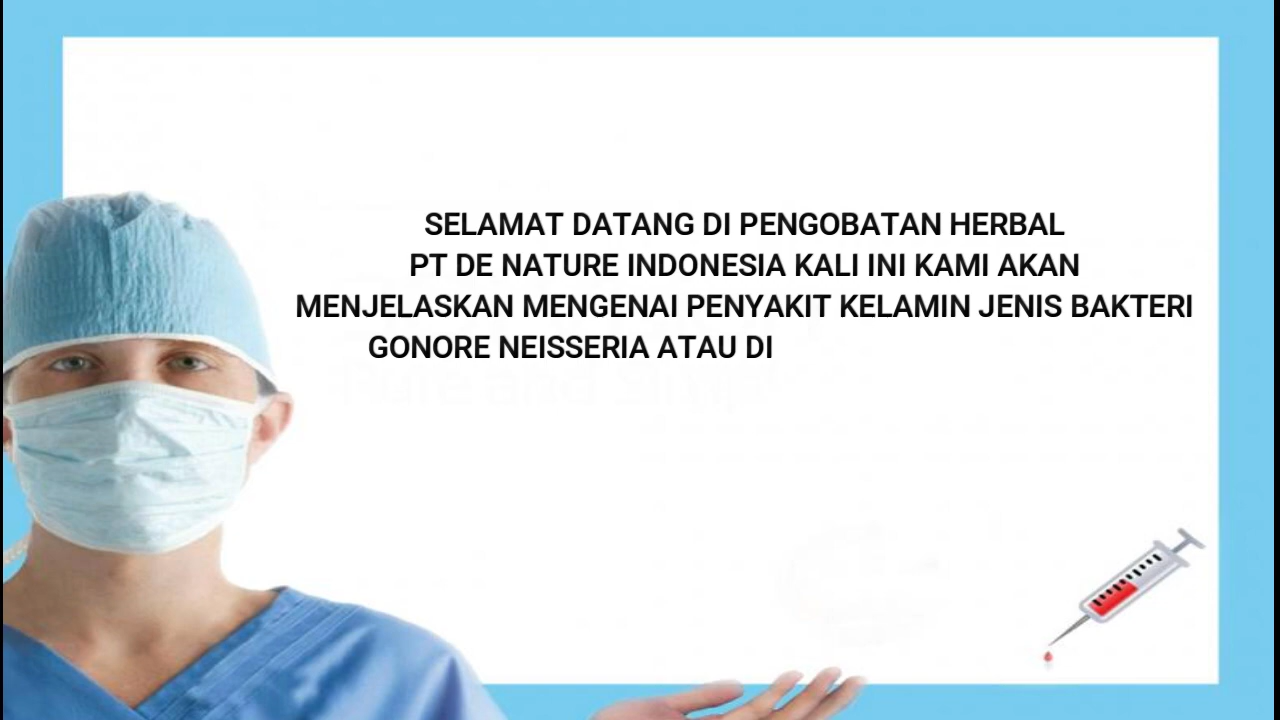 SELAMAT DATANG DI PENGOBATAN HERBAL
PT DE NATURE INDONESIA KALI INI KAMI AKAN
MENJELASKAN MENGENAI PENYAKIT KELAMIN JENIS BAKTERI
GONORE NEISSERIA ATAU DI